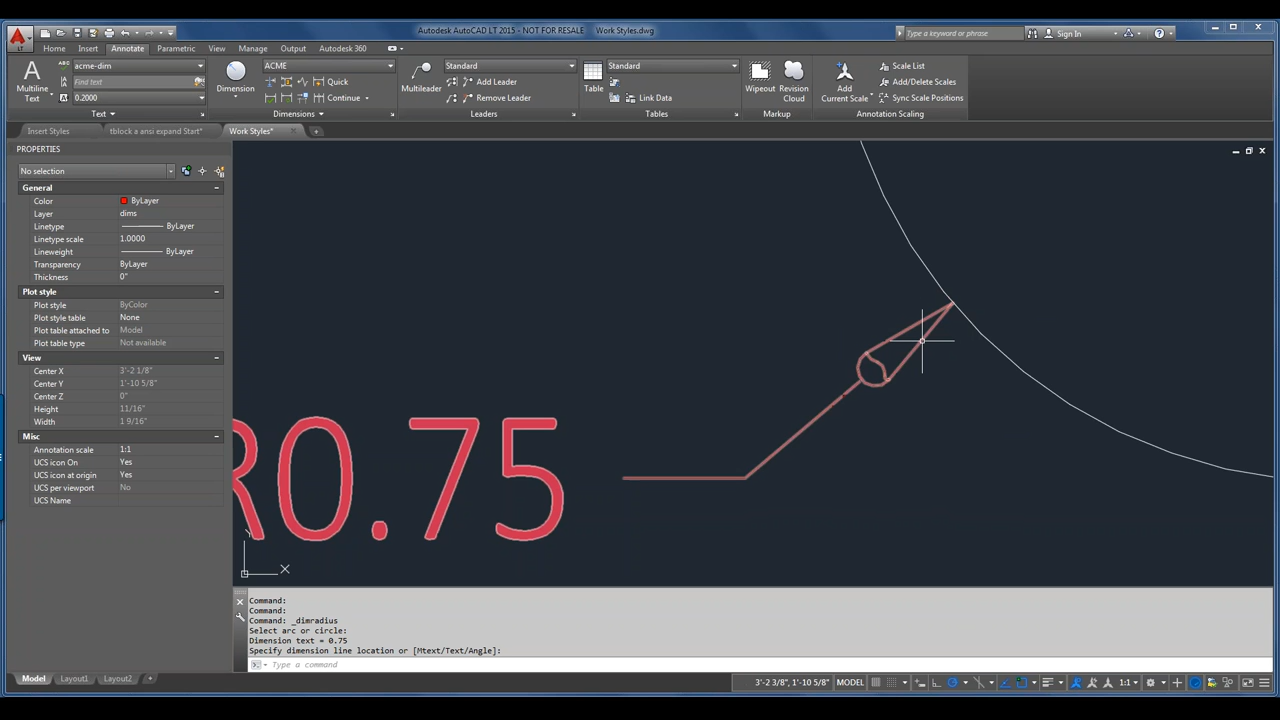 Autodesk AutoCAD LT 2015 - NOT FOR RESALE Work Styles.dwg
Type a keyword or phrase
Sign In
LT
Home Insert Annotate Parametric View Manage Output Autodesk 360
Multiline Text
acme-dim
Find text
0.2000
Text
Dimension
ACME
Quick
Continue
Dimensions
Multileader
Standard
Add Leader
Remove Leader
Leaders
Table
Standard
Link Data
Tables
Wipeout
Revision Cloud
Markup
Add Current Scale
Scale List
Add/Delete Scales
Sync Scale Positions
Annotation Scaling
Insert Styles tblock a ansi expand Start* Work Styles*
PROPERTIES
No selection
General
Color ByLayer
Layer dims
Linetype ByLayer
Linetype scale 1.0000
Lineweight ByLayer
Transparency ByLayer
Thickness 0"
Plot style
Plot style ByColor
Plot style table None
Plot table attached to Model
Plot table type Not available
View
Center X 3'-2 1/8"
Center Y 1'-10 5/8"
Center Z 0"
Height 11/16"
Width 1 9/16"
Misc
Annotation scale 1:1
UCS icon On Yes
UCS icon at origin Yes
UCS per viewport No
UCS Name
R0.75
Y
X
Command:
Command:
Command: _dimradius
Select arc or circle:
Dimension text = 0.75
Specify dimension line location or [Mtext/Text/Angle]:
Type a command
Model Layout1 Layout2 +
3'-2 3/8", 1'-10 5/8" MODEL 1:1